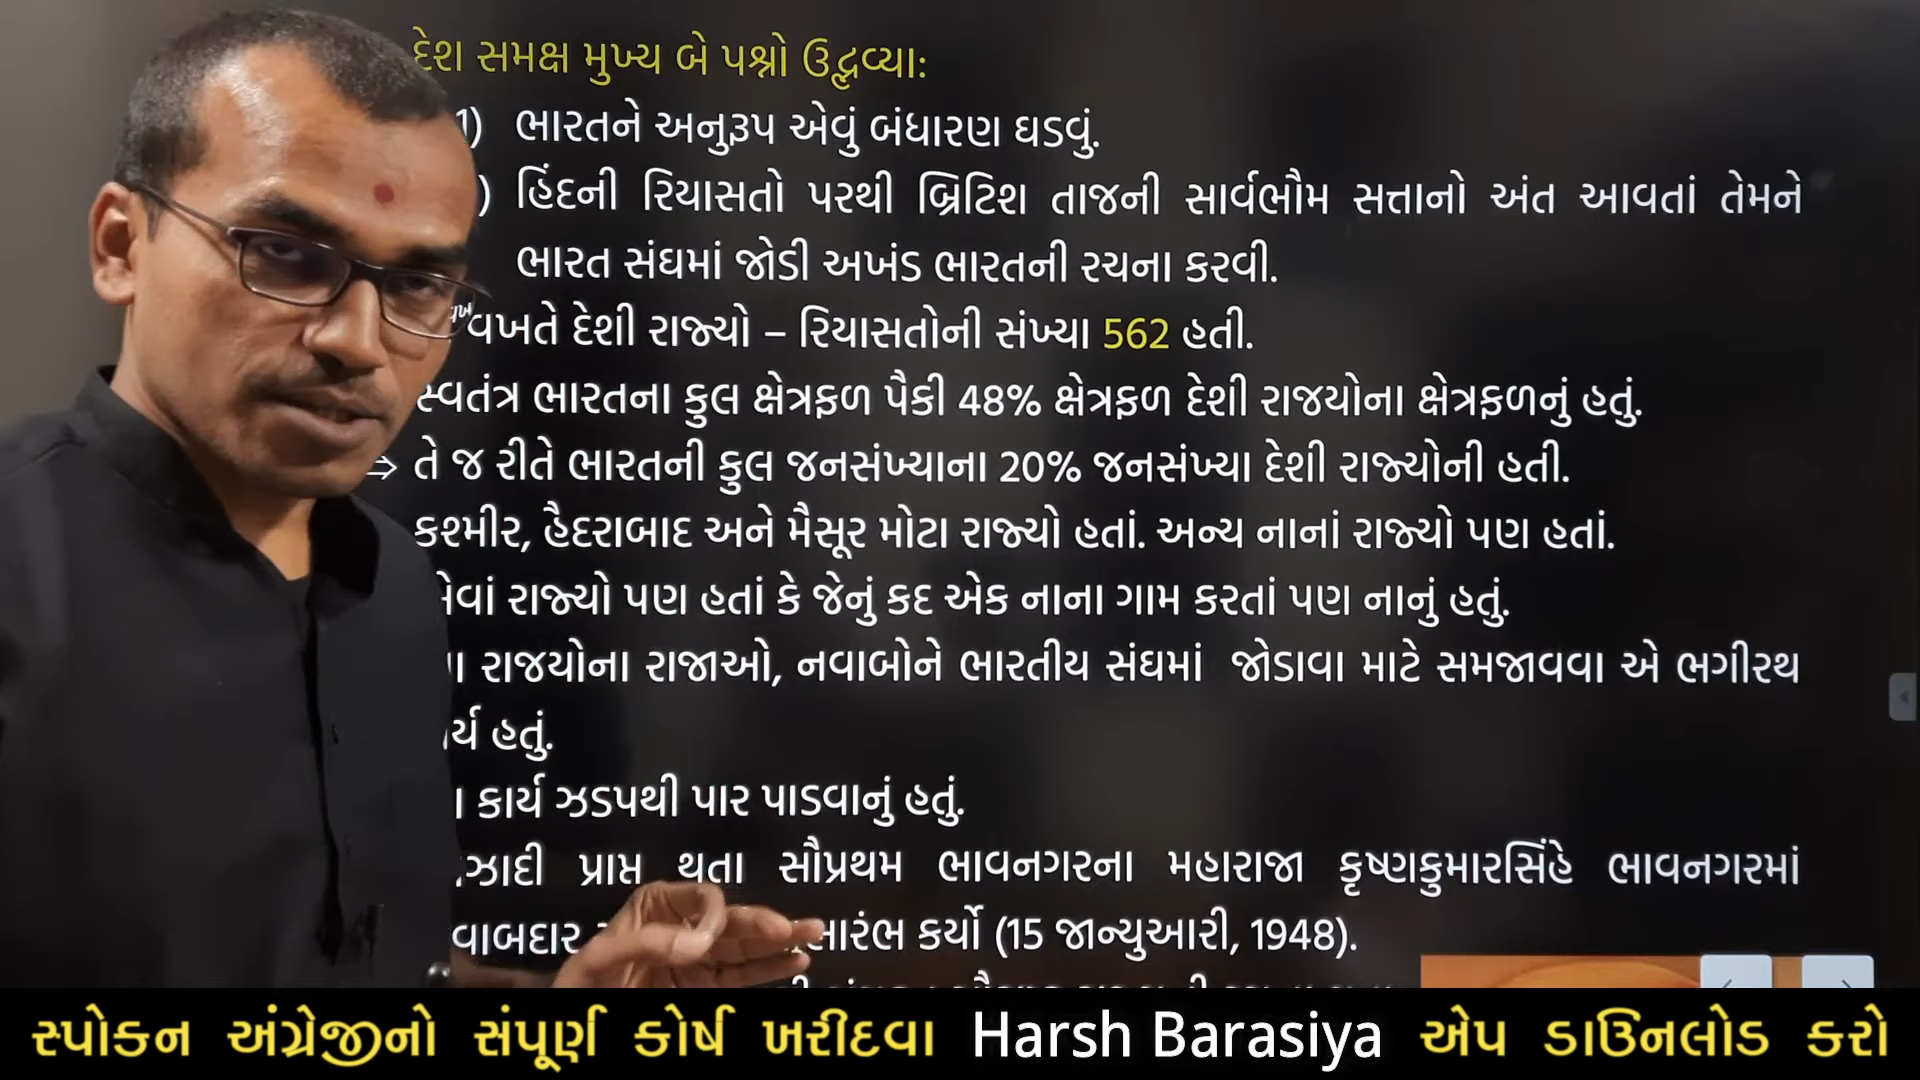 દેશ સમક્ષ મુખ્ય બે પશ્નો ઉદ્ભવ્યા:
1) ભારતને અનુરૂપ એવું બંધારણ ઘડવું.
) હિંદની રિયાસતો પરથી બ્રિટિશ તાજની સાર્વભૌમ સત્તાનો અંત આવતાં તેમને
ભારત સંઘમાં જોડી અખંડ ભારતની રચના કરવી.
વખતે દેશી રાજ્યો – રિયાસતોની સંખ્યા 562 હતી.
સ્વતંત્ર ભારતના કુલ ક્ષેત્રફળ પૈકી 48% ક્ષેત્રફળ દેશી રાજયોના ક્ષેત્રફળનું હતું.
⇒ તે જ રીતે ભારતની કુલ જનસંખ્યાના 20% જનસંખ્યા દેશી રાજ્યોની હતી.
કશ્મીર, હૈદરાબાદ અને મૈસૂર મોટા રાજ્યો હતાં. અન્ય નાનાં રાજ્યો પણ હતાં.
રાજ્યો પણ હતાં કે જેનું કદ એક નાના ગામ કરતાં પણ નાનું હતું.
રાજયોના રાજાઓ, નવાબોને ભારતીય સંઘમાં જોડાવા માટે સમજાવવા એ ભગીરથ
હતું.
કાર્ય ઝડપથી પાર પાડવાનું હતું.
પ્રાપ્ત થતા સૌપ્રથમ ભાવનગરના મહારાજા કૃષ્ણકુમારસિંહે ભાવનગરમાં
કર્યો (15 જાન્યુઆરી, 1948).
સ્પોકન અંગ્રેજીનો સંપૂર્ણ કોર્ષ ખરીદવા Harsh Barasiya એપ ડાઉનલોડ કરો